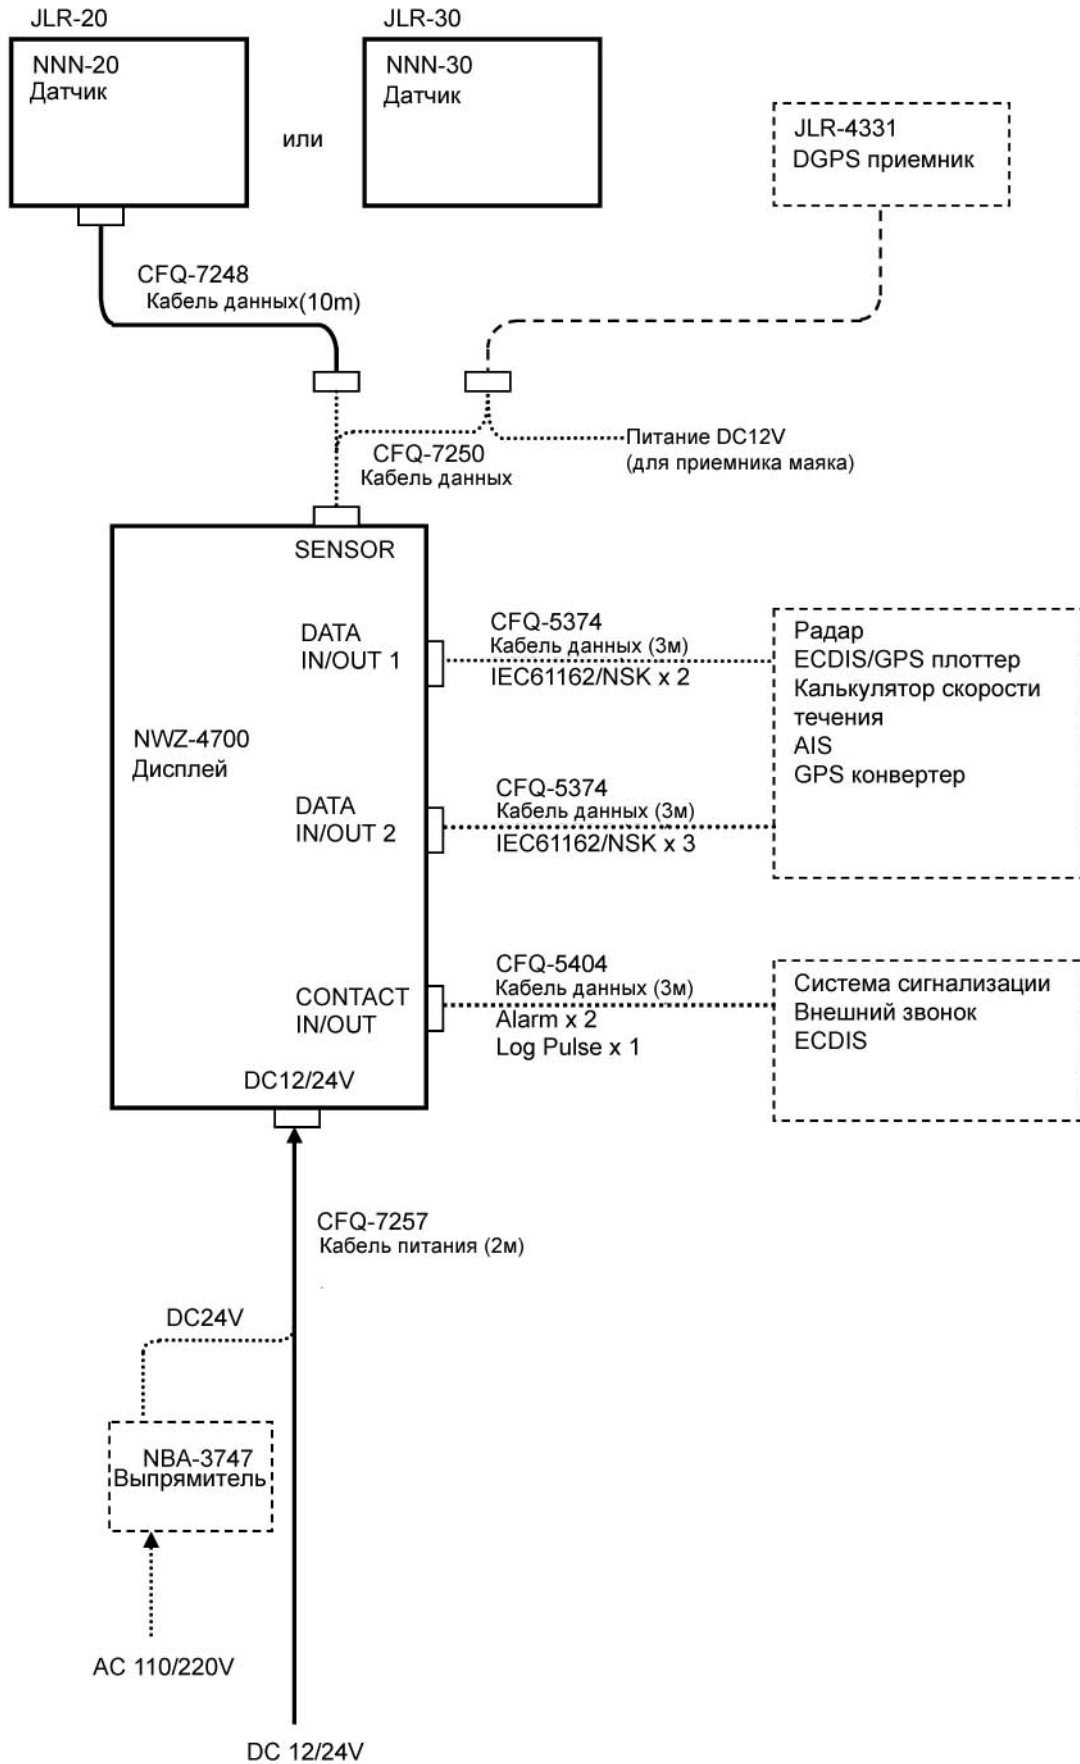 JLR-20
JLR-30
NNN-20
Датчик
или
NNN-30
Датчик
JLR-4331
DGPS приемник
CFQ-7248
Кабель данных(10m)
Питание DC12V
(для приемника маяка)
CFQ-7250
Кабель данных
SENSOR
DATA
IN/OUT 1
CFQ-5374
Кабель данных (3м)
IEC61162/NSK x 2
Радар
ECDIS/GPS плоттер
Калькулятор скорости
течения
AIS
GPS конвертер
NWZ-4700
Дисплей
DATA
IN/OUT 2
CFQ-5374
Кабель данных (3м)
IEC61162/NSK x 3
CONTACT
IN/OUT
CFQ-5404
Кабель данных (3м)
Alarm x 2
Log Pulse x 1
Система сигнализации
Внешний звонок
ECDIS
DC12/24V
CFQ-7257
Кабель питания (2м)
DC24V
NBA-3747
Выпрямитель
AC 110/220V
DC 12/24V